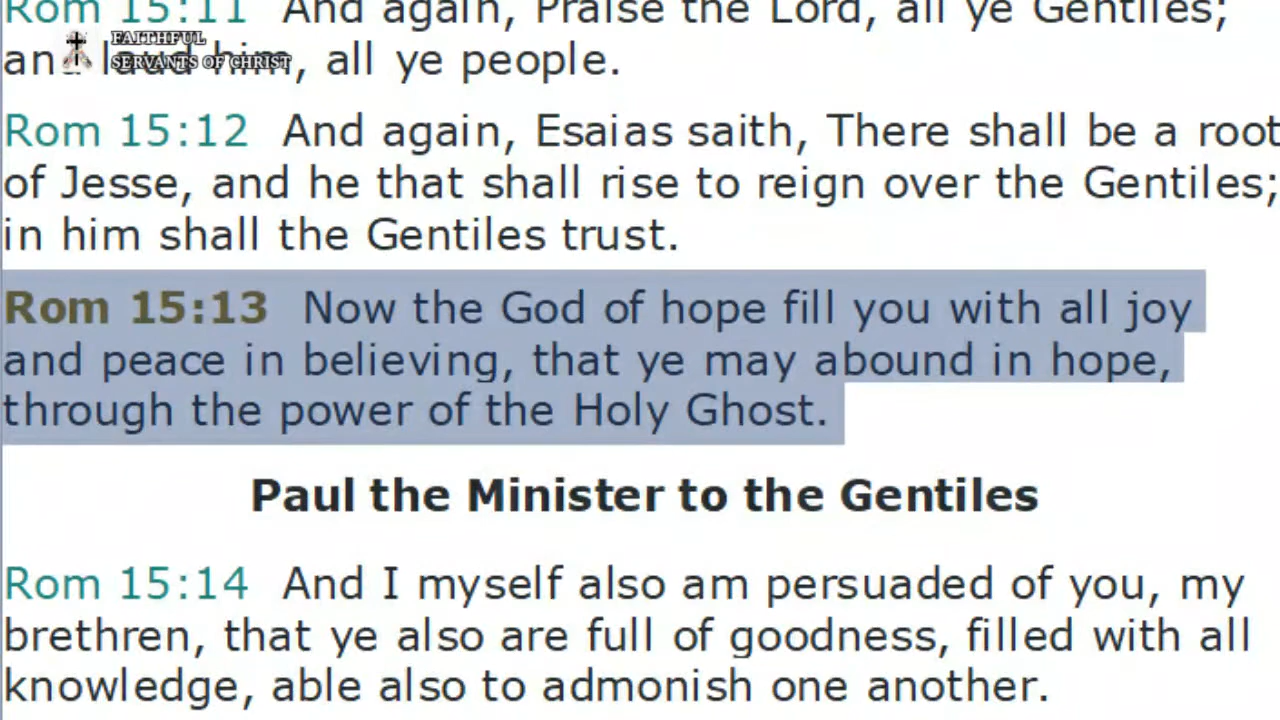 Rom 15:11 And again, Praise the Lord, all ye Gentiles;
and laud him, all ye people.
FAITHFUL
SERVANTS OF CHRIST
Rom 15:12 And again, Esaias saith, There shall be a root
of Jesse, and he that shall rise to reign over the Gentiles;
in him shall the Gentiles trust.
Rom 15:13 Now the God of hope fill you with all joy
and peace in believing, that ye may abound in hope,
through the power of the Holy Ghost.
Paul the Minister to the Gentiles
Rom 15:14 And I myself also am persuaded of you, my
brethren, that ye also are full of goodness, filled with all
knowledge, able also to admonish one another.